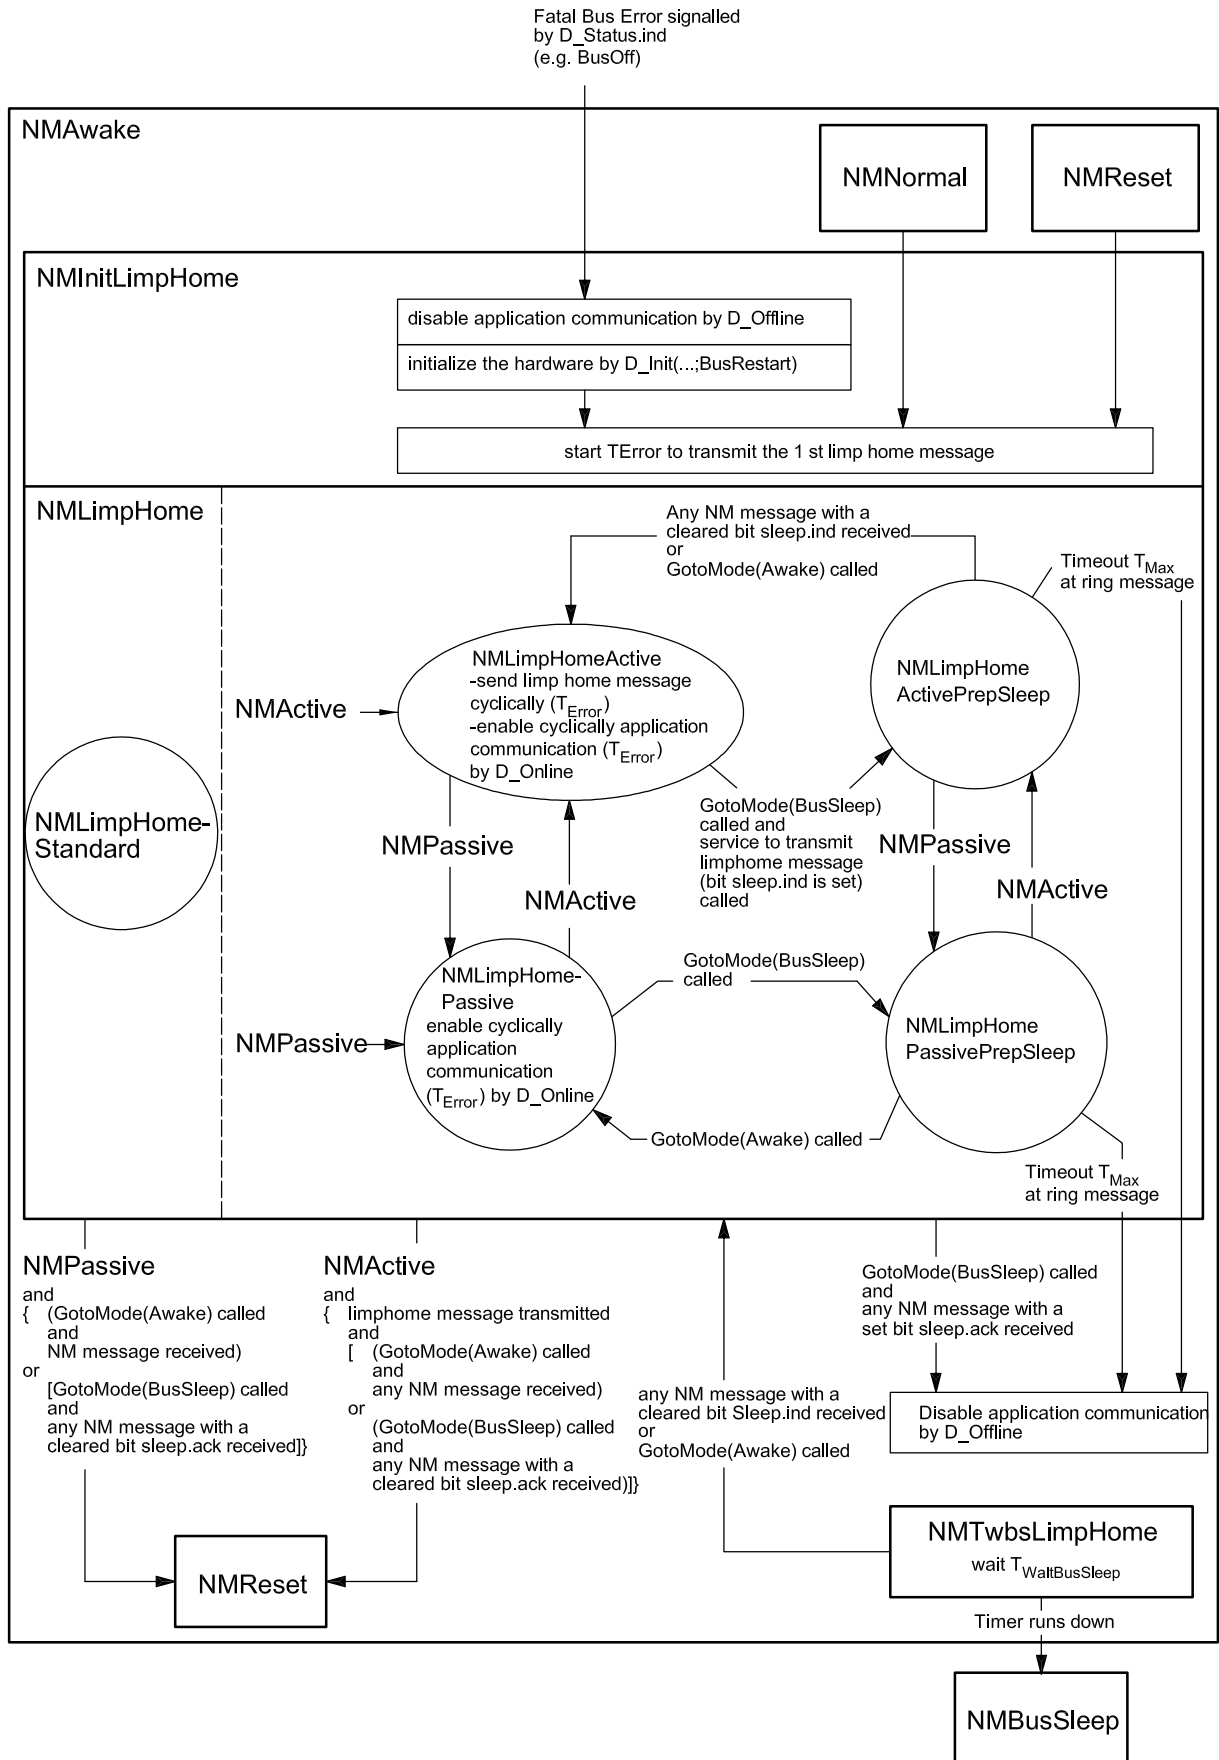 Fatal Bus Error signalled
by D_Status.ind
(e.g. BusOff)
NMAwake
NMNormal
NMReset
NMInitLimpHome
disable application communication by D_Offline
initialize the hardware by D_Init(...;BusRestart)
start TError to transmit the 1 st limp home message
NMLimpHome
Any NM message with a
cleared bit sleep.ind received
or
GotoMode(Awake) called
Timeout TMax
at ring message
NMLimpHomeActive
-send limp home message
cyclically (TError)
-enable cyclically application
communication (TError)
by D_Online
NMLimpHome
ActivePrepSleep
NMActive
NMLimpHome-
Standard
GotoMode(BusSleep)
called and
service to transmit
limphome message
(bit sleep.ind is set)
called
NMPassive
NMActive
NMPassive
NMActive
NMLimpHome-
Passive
enable cyclically
application
communication
(TError) by D_Online
GotoMode(BusSleep)
called
NMLimpHome
PassivePrepSleep
NMPassive
GotoMode(Awake) called
Timeout TMax
at ring message
NMPassive
and
{ (GotoMode(Awake) called
and
NM message received)
or
[GotoMode(BusSleep) called
and
any NM message with a
cleared bit sleep.ack received]}
NMActive
and
{ limphome message transmitted
and
[ (GotoMode(Awake) called
and
any NM message received)
or
(GotoMode(BusSleep) called
and
any NM message with a
cleared bit sleep.ack received)]}
GotoMode(BusSleep) called
and
any NM message with a
set bit sleep.ack received
any NM message with a
cleared bit Sleep.ind received
or
GotoMode(Awake) called
Disable application communication
by D_Offline
NMReset
NMTwbsLimpHome
wait TWaitBusSleep
Timer runs down
NMBusSleep